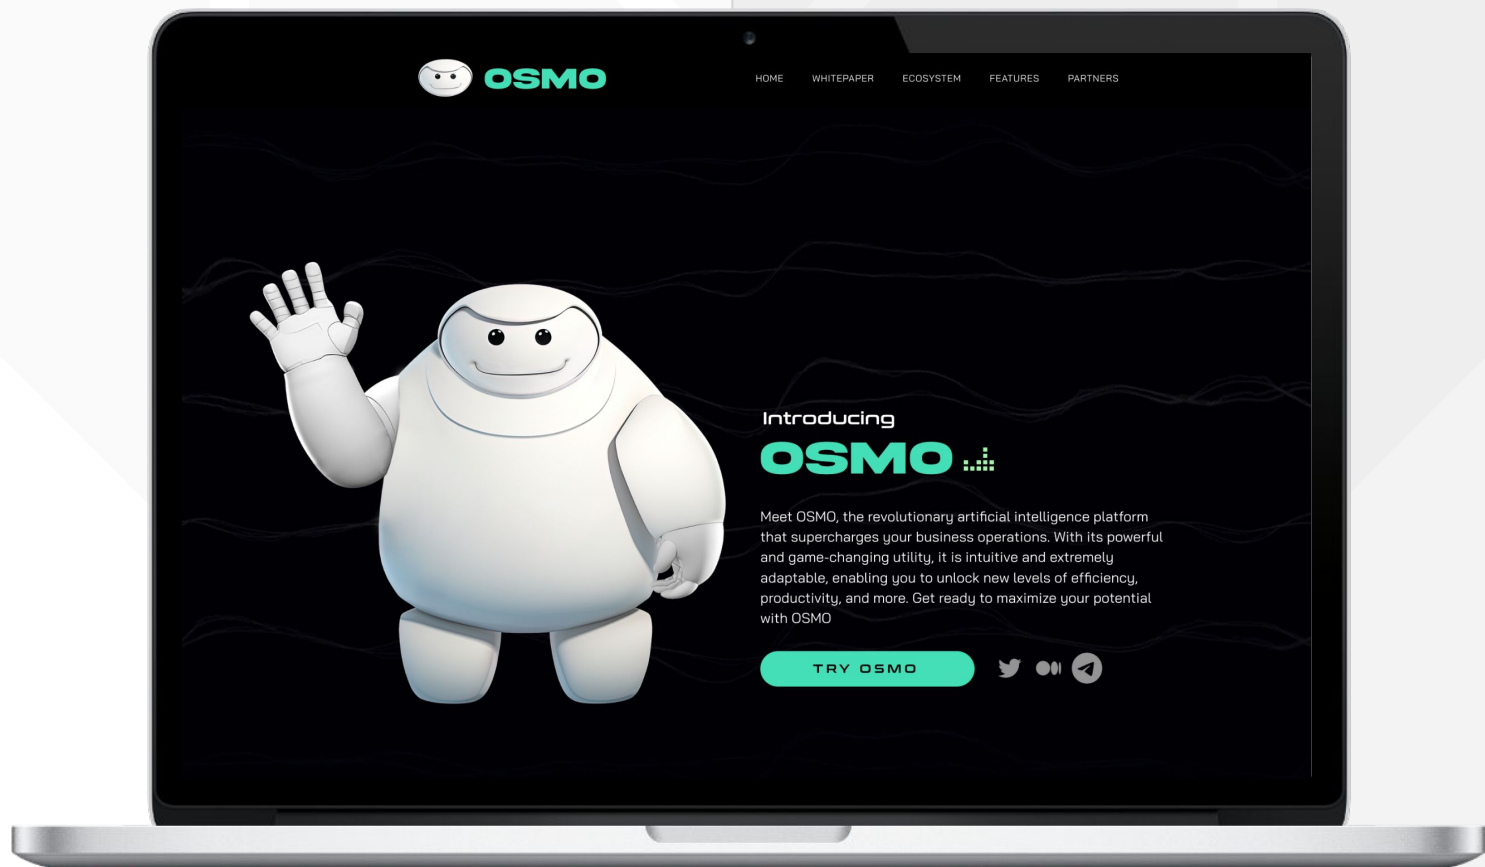 OSMO
HOME WHITEPAPER ECOSYSTEM FEATURES PARTNERS
Introducing
OSMO
Meet OSMO, the revolutionary artificial intelligence platform
that supercharges your business operations. With its powerful
and game-changing utility, it is intuitive and extremely
adaptable, enabling you to unlock new levels of efficiency,
productivity, and more. Get ready to maximize your potential
with OSMO
TRY OSMO